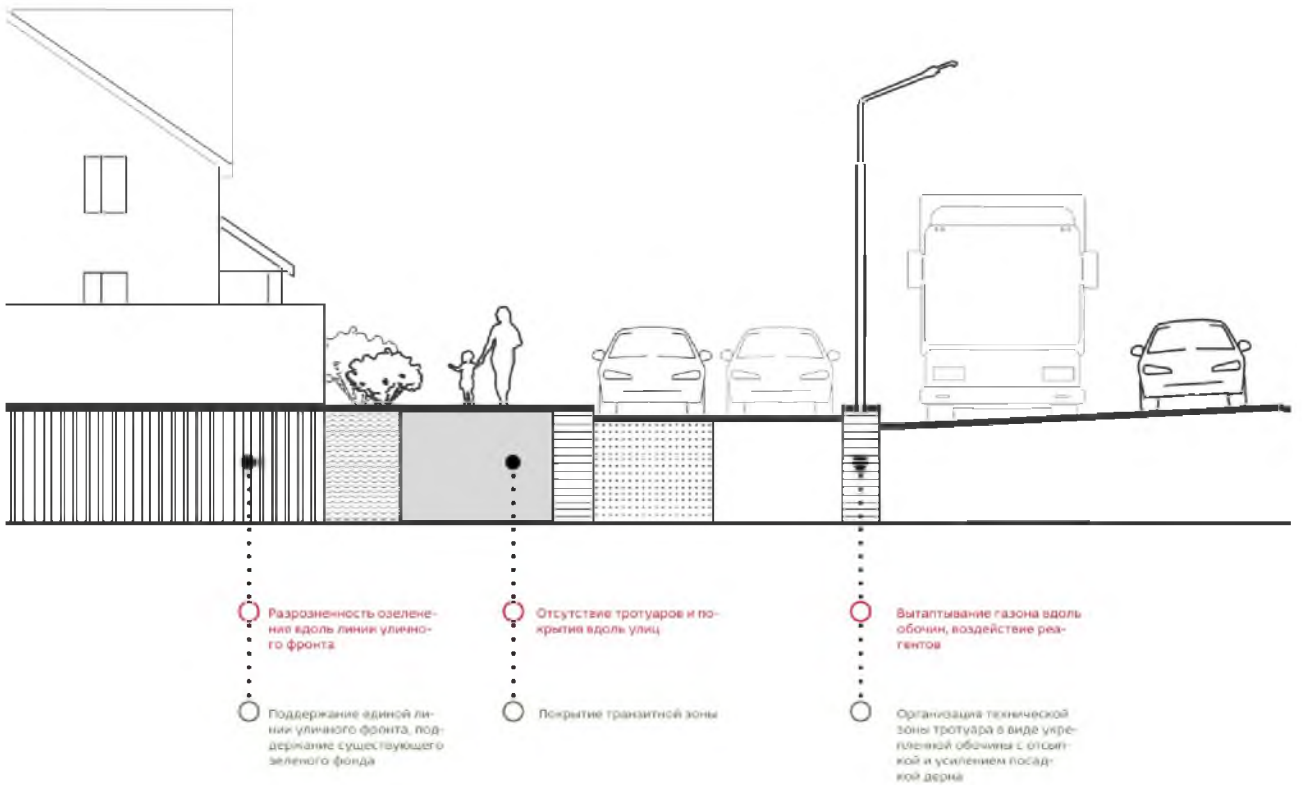 Разрозненность озелене-
ния вдоль линии улично-
го фронта
Отсутствие тротуаров и по-
крытия вдоль улиц
Вытаптывание газона вдоль
обочин, воздействие реа-
гентов
Поддержание единой ли-
нии уличного фронта, под-
держание существующего
зеленого фонда
Покрытие транзитной зоны
Организация технической
зоны тротуара в виде укре-
пленной обочины с отсып-
кой и усилением посад-
кой дерна